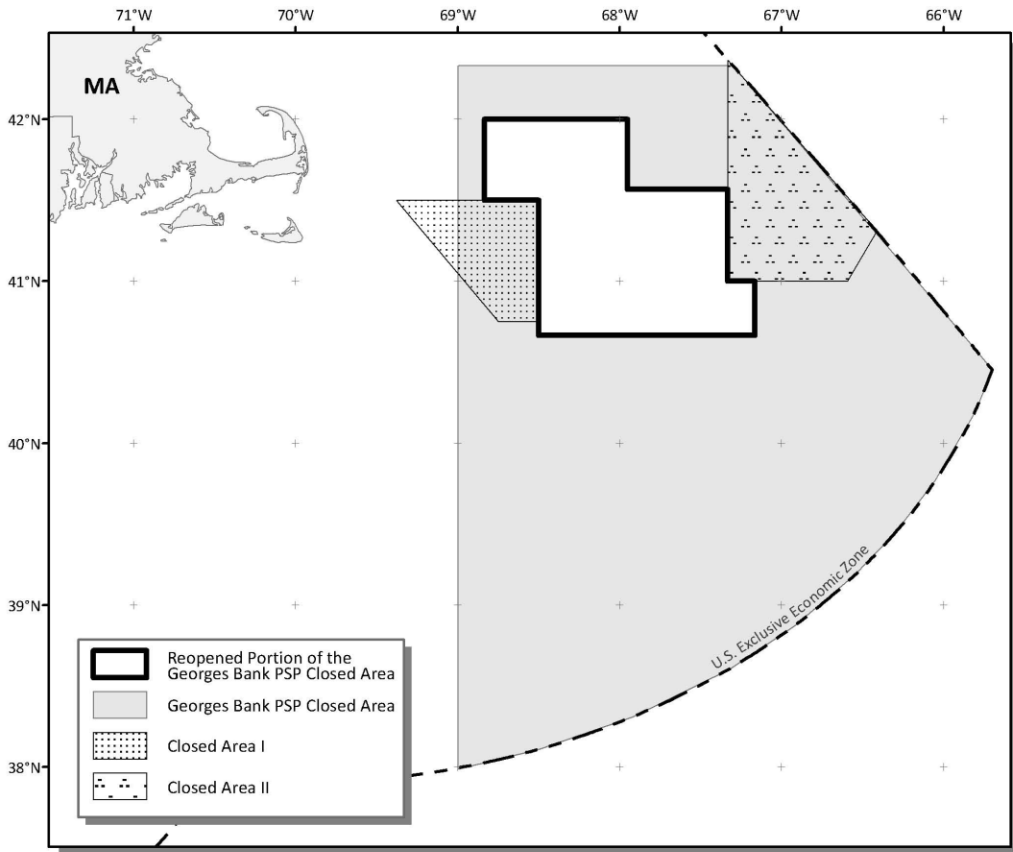 71°W 70°W 69°W 68°W 67°W 66°W
MA
42°N
41°N
40°N
39°N
38°N
U.S. Exclusive Economic Zone
Reopened Portion of the
Georges Bank PSP Closed Area
Georges Bank PSP Closed Area
Closed Area I
Closed Area II